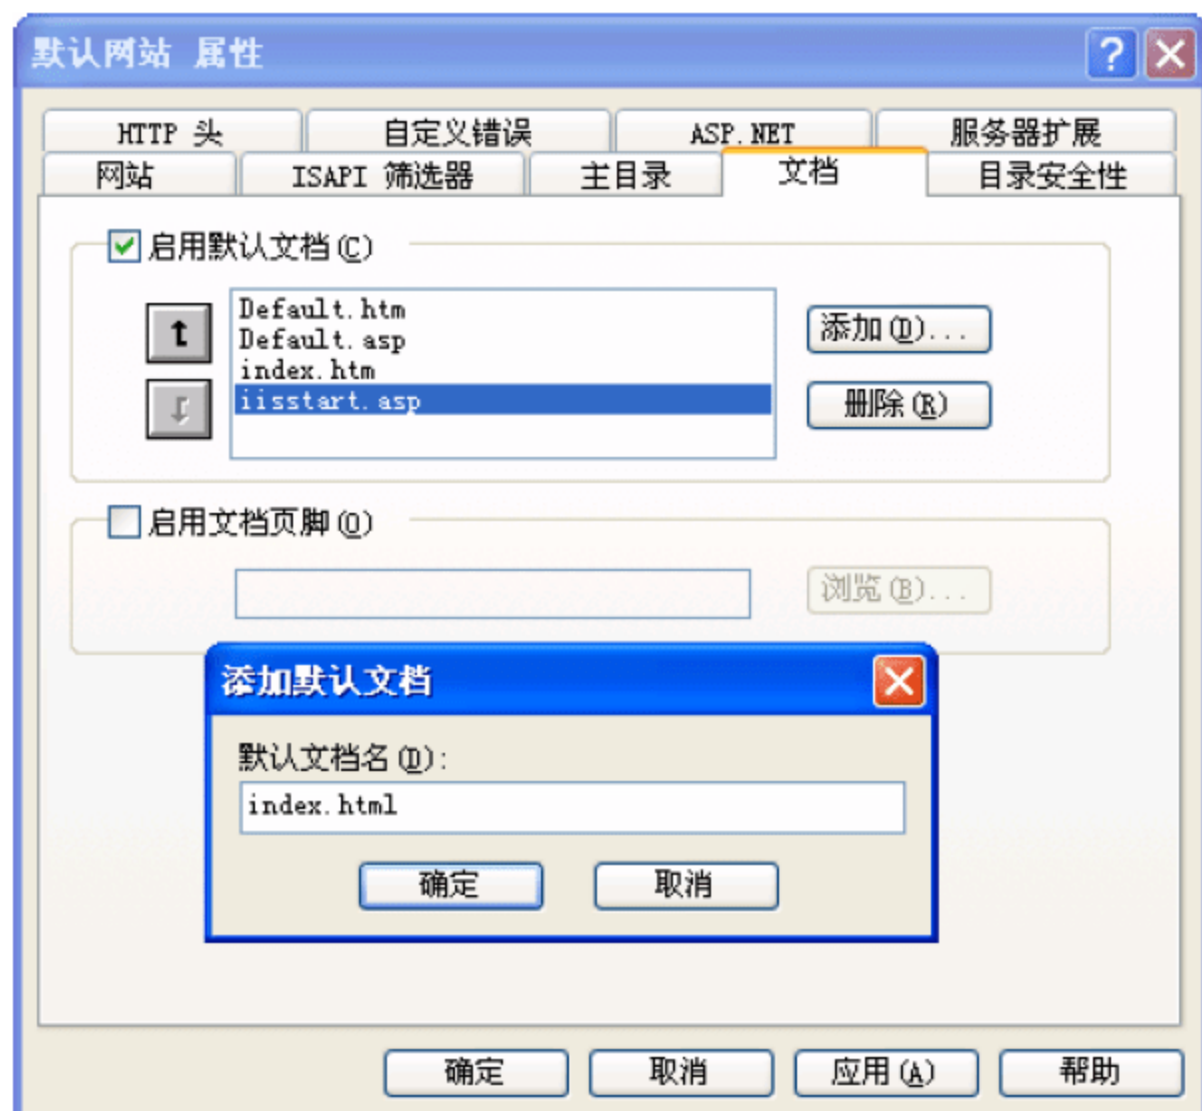 默认网站 属性
HTTP 头 自定义错误 ASP.NET 服务器扩展
网站 ISAPI 筛选器 主目录 文档 目录安全性
启用默认文档(C)
Default.htm
Default.asp
index.htm
iisstart.asp
添加(D)...
删除(R)
启用文档页脚(O)
浏览(B)...
添加默认文档
默认文档名(D):
index.html
确定 取消
确定 取消 应用(A) 帮助